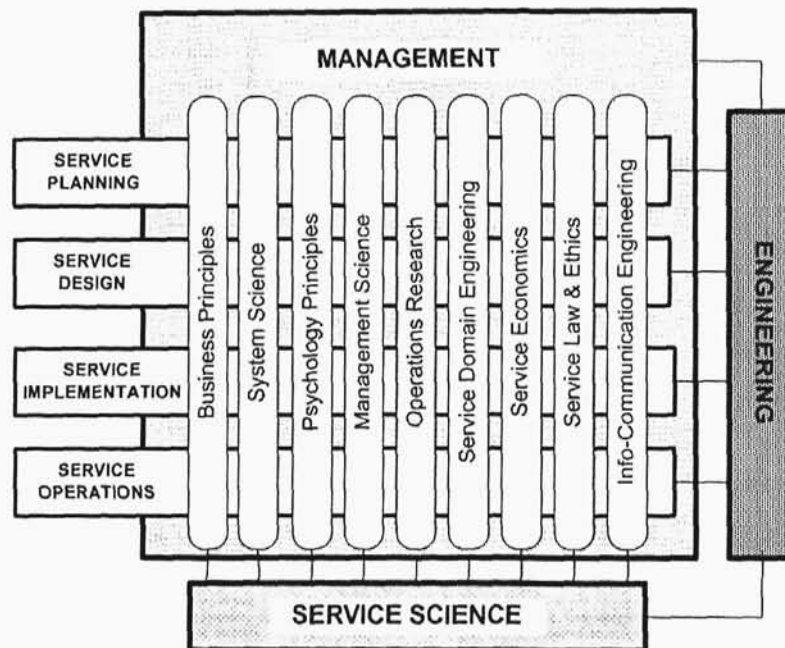 MANAGEMENT
SERVICE
PLANNING
SERVICE
DESIGN
SERVICE
IMPLEMENTATION
SERVICE
OPERATIONS
Business Principles
System Science
Psychology Principles
Management Science
Operations Research
Service Domain Engineering
Service Economics
Service Law & Ethics
Info-Communication Engineering
ENGINEERING
SERVICE SCIENCE